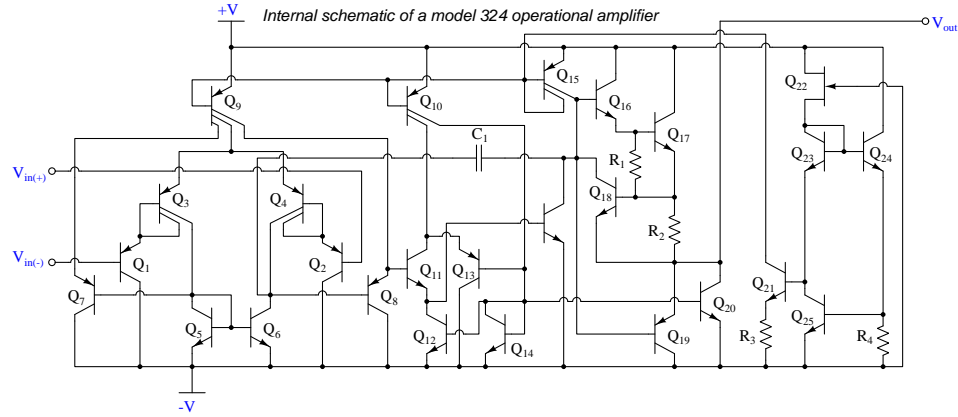 Internal schematic of a model 324 operational amplifier
+V
Vout
Q15
Q22
Q9
Q10
Q16
C1
Q17
R1
Q23
Q24
Vin(+)
Q3
Q4
Q18
R2
Vin(-)
Q1
Q2
Q11
Q13
Q7
Q8
Q21
Q20
Q5
Q6
Q25
Q12
Q14
Q19
R3
R4
-V